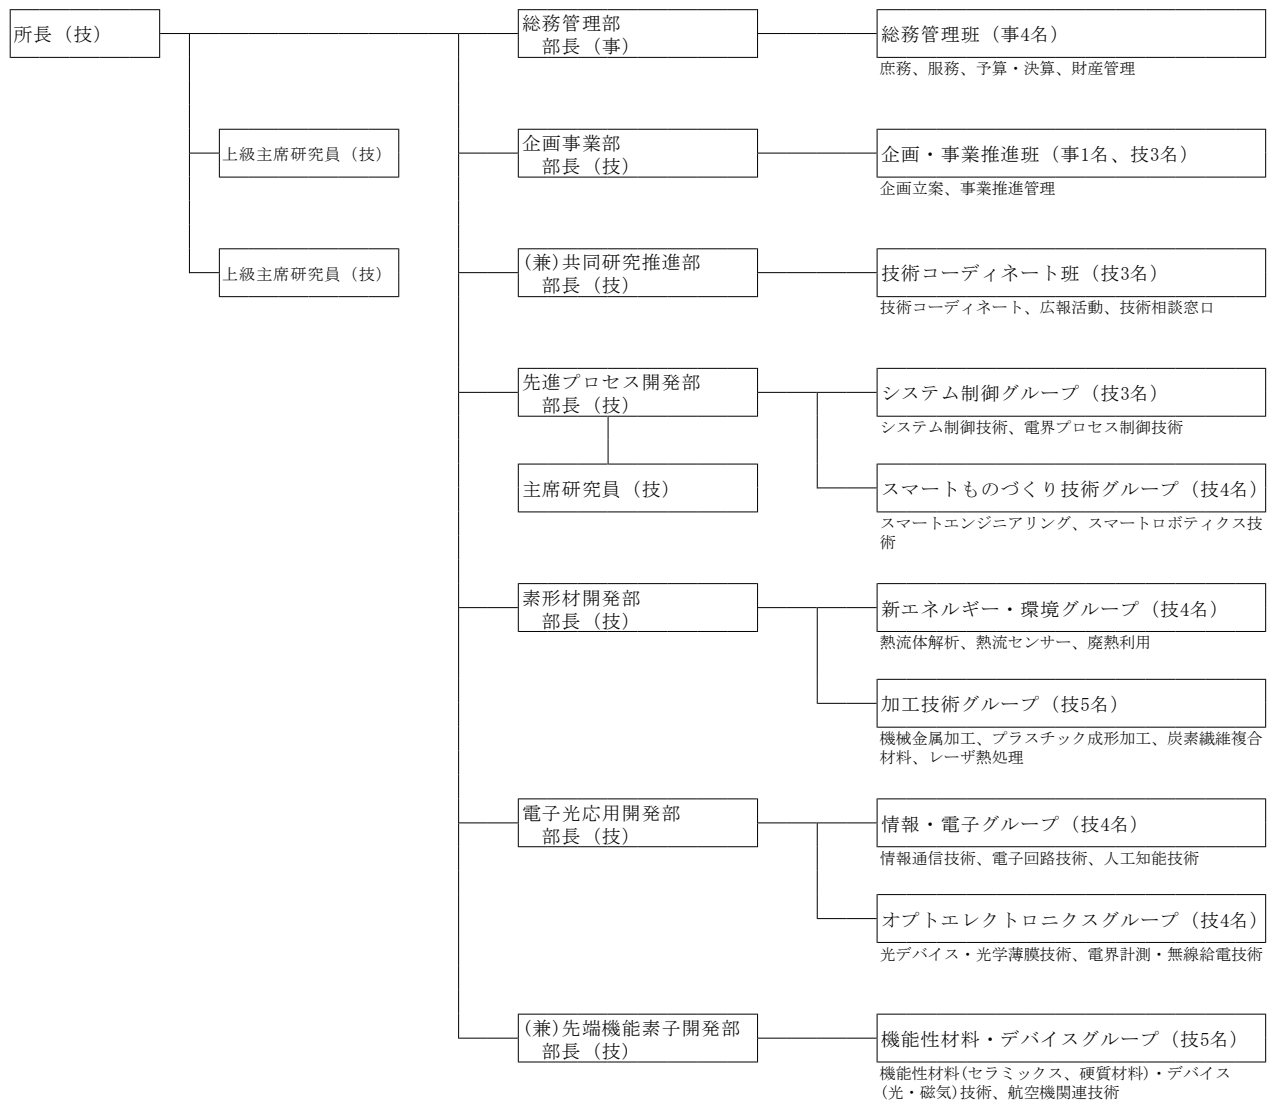 所長（技）
上級主席研究員（技）
上級主席研究員（技）
総務管理部
部長（事）
総務管理班（事4名）
庶務、服務、予算・決算、財産管理
企画事業部
部長（技）
企画・事業推進班（事1名、技3名）
企画立案、事業推進管理
(兼)共同研究推進部
部長（技）
技術コーディネート班（技3名）
技術コーディネート、広報活動、技術相談窓口
先進プロセス開発部
部長（技）
主席研究員（技）
システム制御グループ（技3名）
システム制御技術、電界プロセス制御技術
スマートものづくり技術グループ（技4名）
スマートエンジニアリング、スマートロボティクス技
術
素形材開発部
部長（技）
新エネルギー・環境グループ（技4名）
熱流体解析、熱流センサー、廃熱利用
加工技術グループ（技5名）
機械金属加工、プラスチック成形加工、炭素繊維複合
材料、レーザ熱処理
電子光応用開発部
部長（技）
情報・電子グループ（技4名）
情報通信技術、電子回路技術、人工知能技術
オプトエレクトロニクスグループ（技4名）
光デバイス・光学薄膜技術、電界計測・無線給電技術
(兼)先端機能素子開発部
部長（技）
機能性材料・デバイスグループ（技5名）
機能性材料(セラミックス、硬質材料)・デバイス
(光・磁気)技術、航空機関連技術